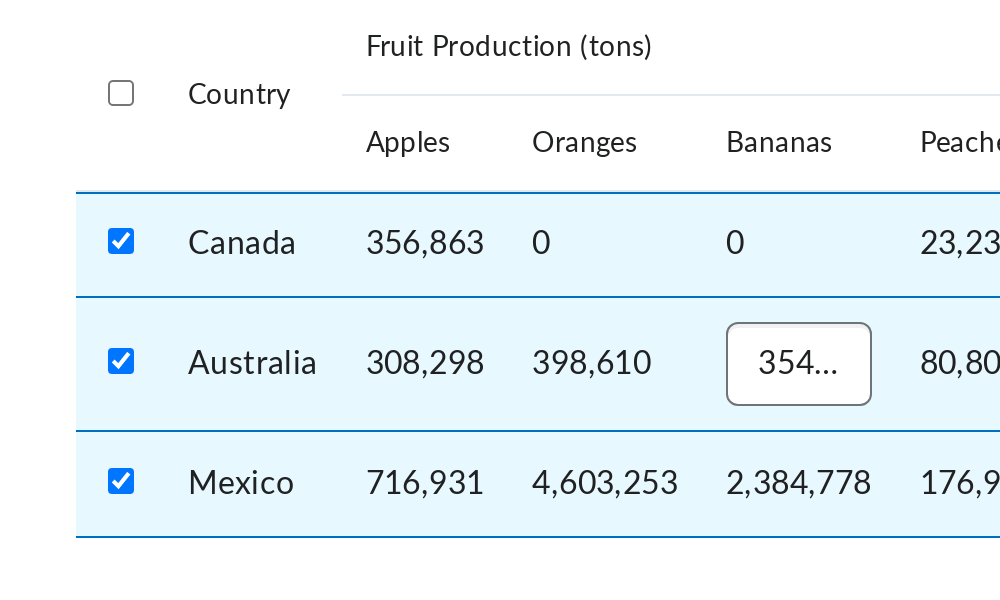 Fruit Production (tons)
Country
Apples Oranges Bananas
Canada 356,863 0 0
Australia 308,298 398,610 354...
Mexico 716,931 4,603,253 2,384,778